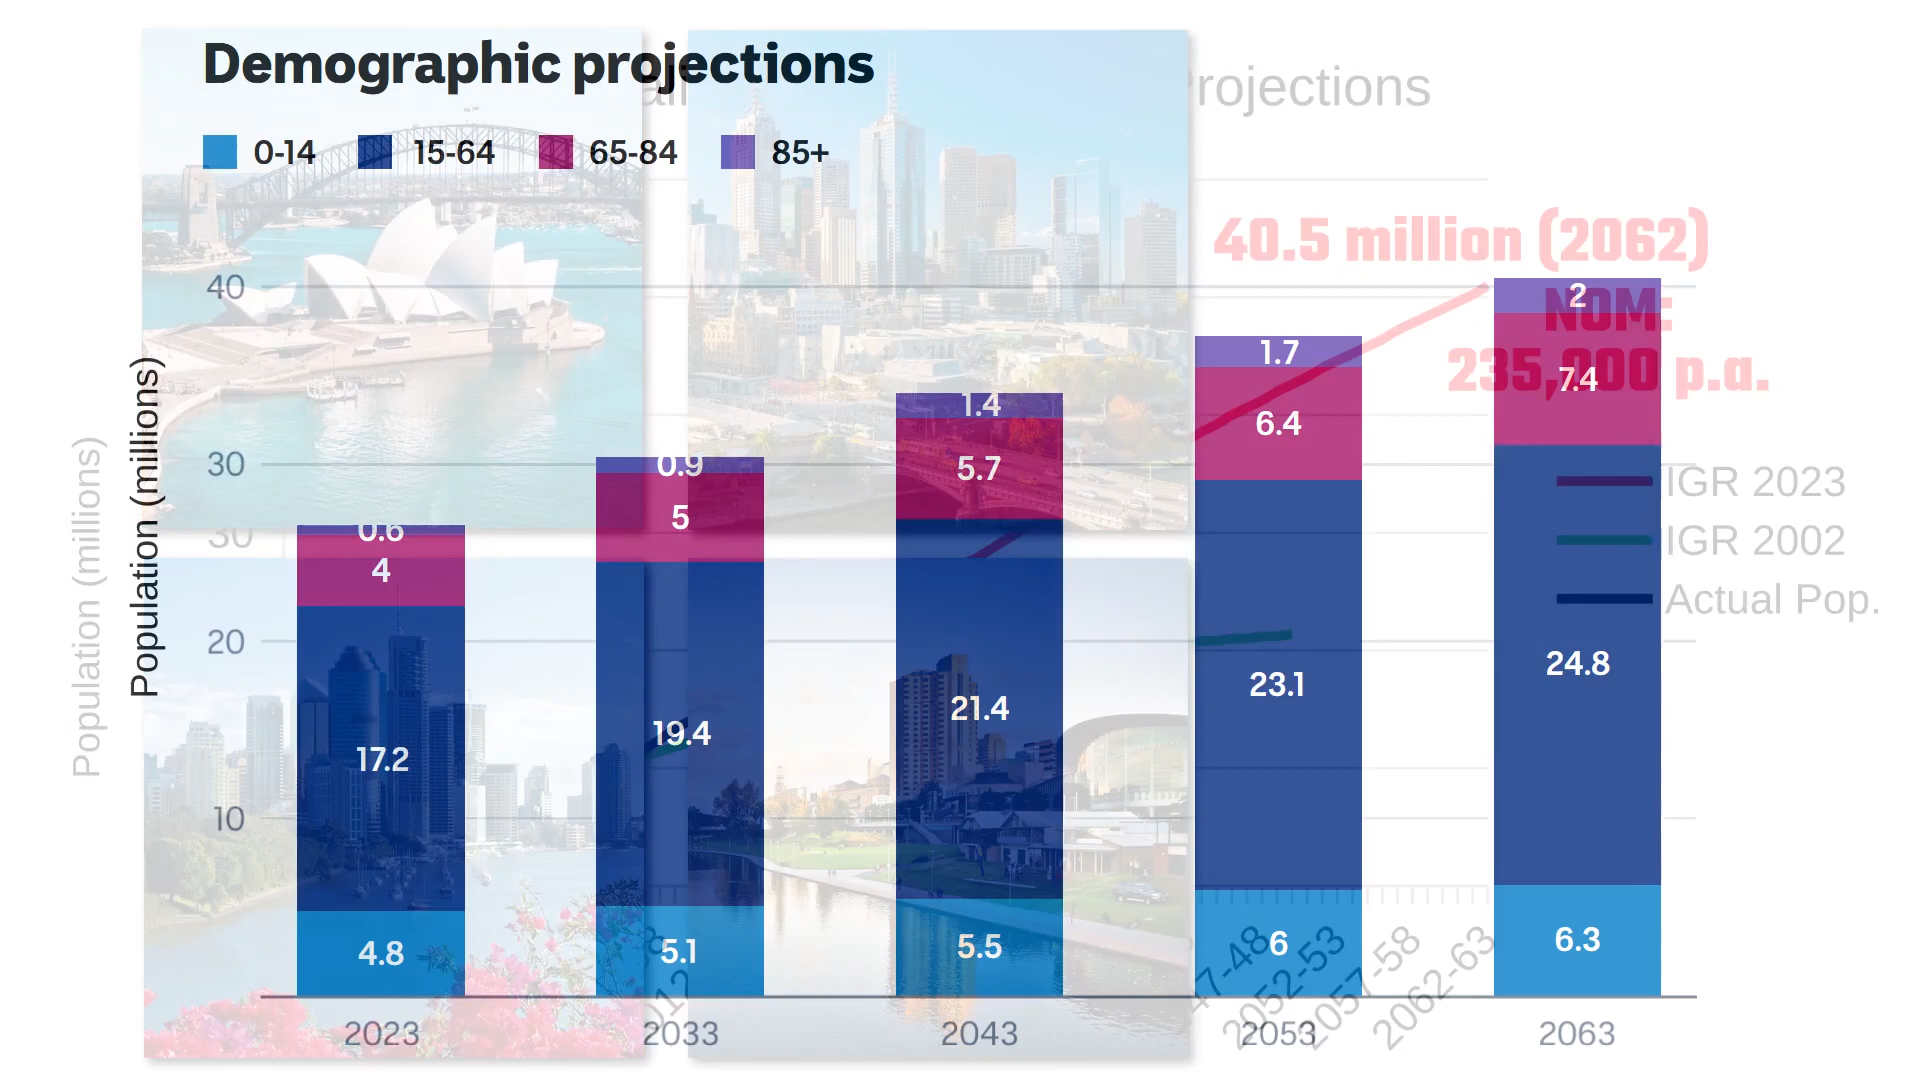 Demographic projections
rojections
0-14 15-64 65-84 85+
40.5 million (2062)
NOM:
235,000 p.a.
Population (millions)
Population (millions)
40
30
30
20
10
IGR 2023
IGR 2002
Actual Pop.
0.6
4
17.2
4.8
0.9
5
19.4
5.1
1.4
5.7
21.4
5.5
1.7
6.4
23.1
6
2
7.4
24.8
6.3
47-48
2052-53
2057-58
2062-63
2023 2033 2043 2053 2063